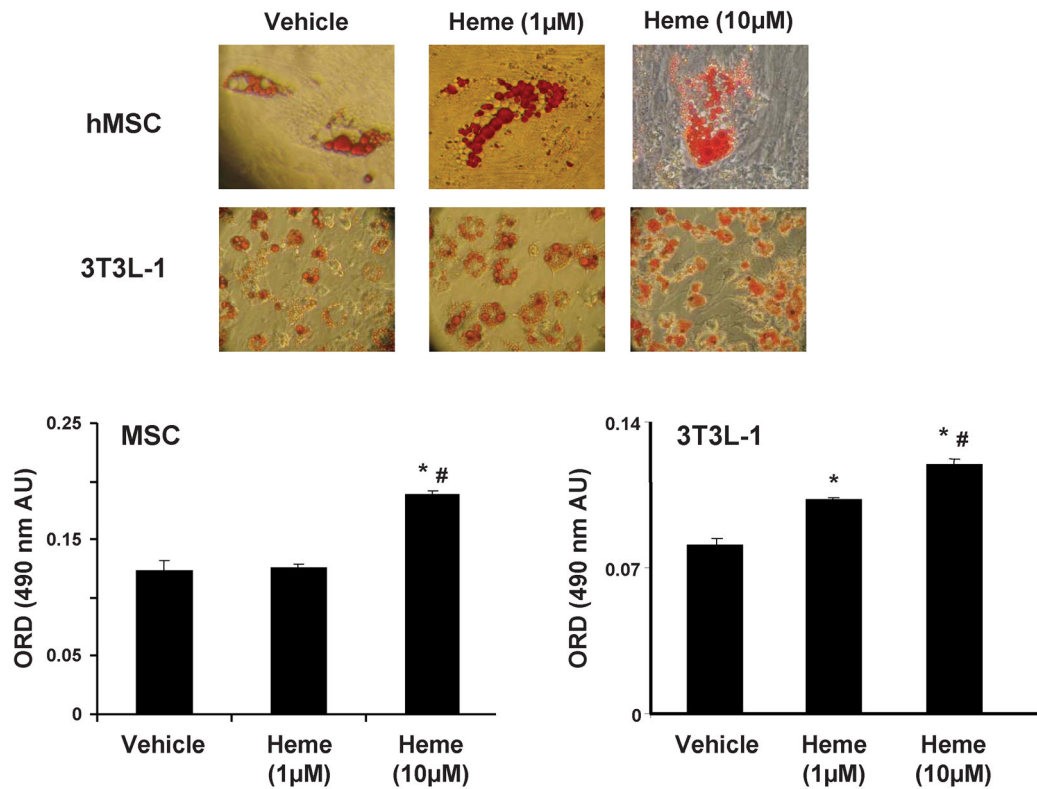 Vehicle Heme (1µM) Heme (10µM)
hMSC
3T3L-1
MSC
ORD (490 nm AU)
0.25
0.15
0.05
0
* #
Vehicle Heme (1µM) Heme (10µM)
3T3L-1
ORD (490 nm AU)
0.14
0.07
0
*
* #
Vehicle Heme (1µM) Heme (10µM)